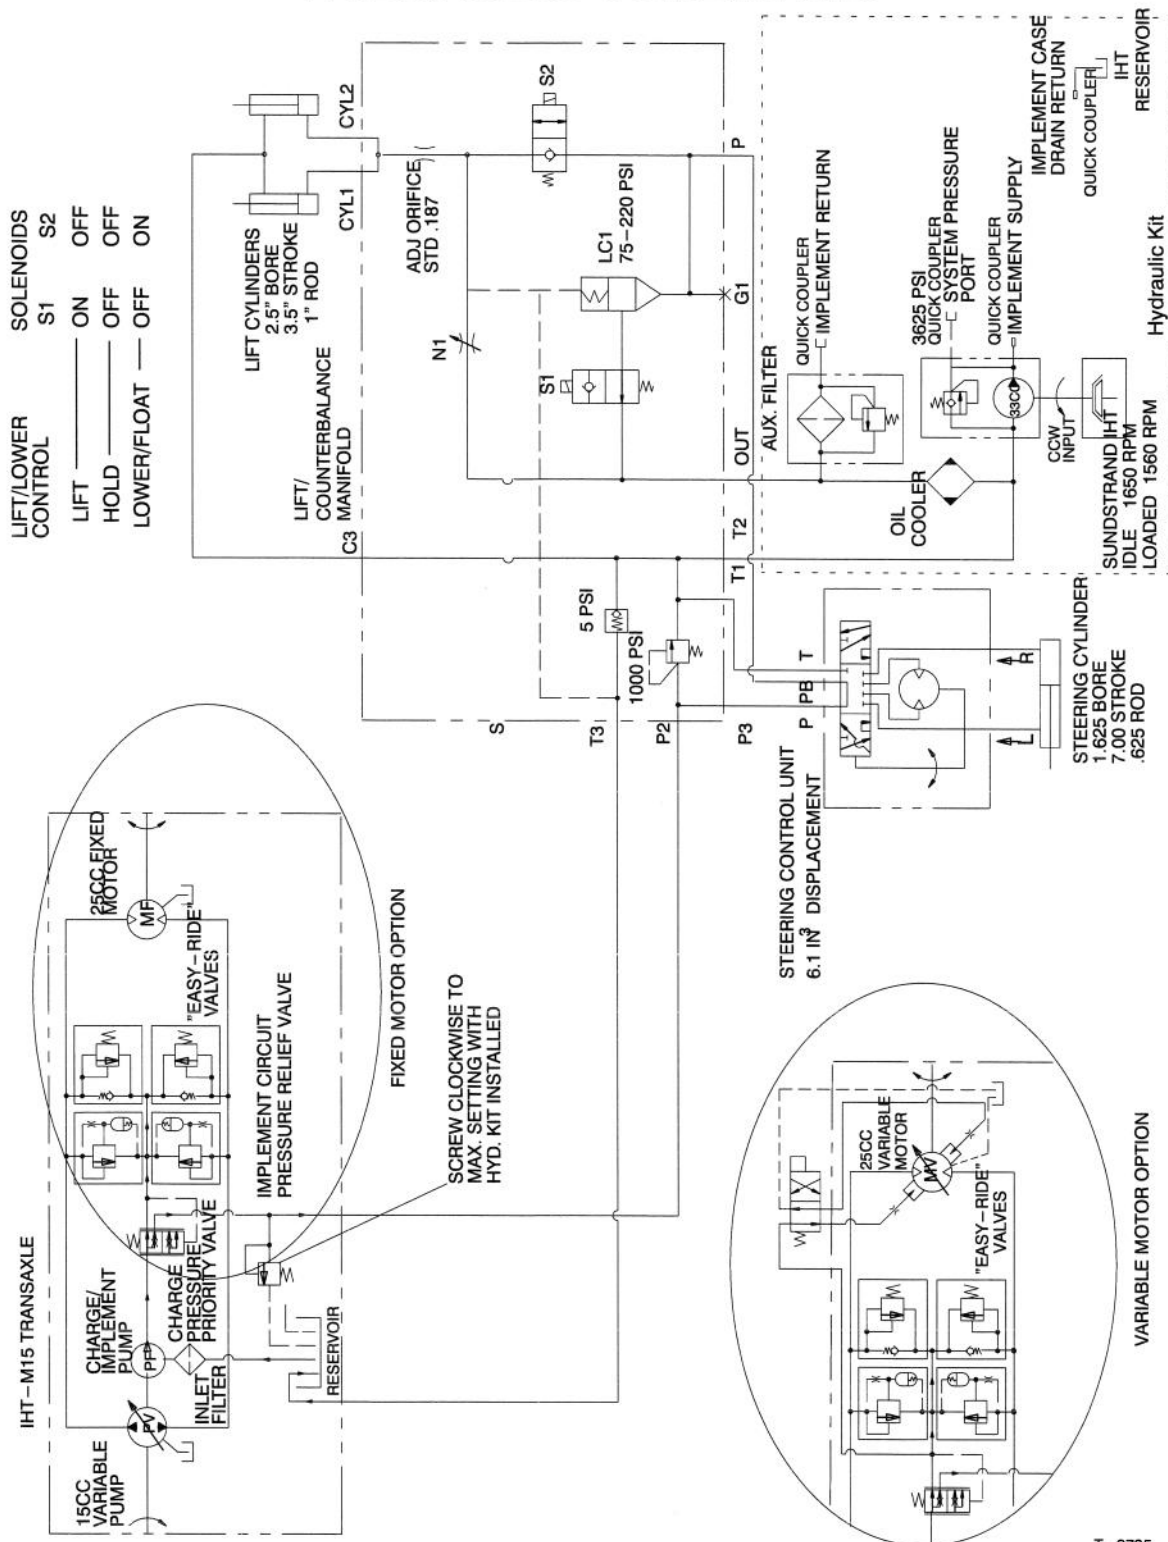 LIFT/LOWER CONTROL SOLENOIDS
S1 S2
LIFT ON OFF
HOLD OFF OFF
LOWER/FLOAT OFF ON
LIFT CYLINDERS
2.5" BORE
3.5" STROKE
1" ROD
CYL1
CYL2
LIFT/
COUNTERBALANCE
MANIFOLD
C3
ADJ ORIFICE
STD .187
N1
S1
S2
LC1
75-220 PSI
5 PSI
1000 PSI
S
T3
P2
P3
T1
T2
OUT
G1
P
IHT-M15 TRANSAXLE
15CC
VARIABLE
PUMP
PV
CHARGE/
IMPLEMENT
PUMP
PF
INLET
FILTER
CHARGE
PRESSURE
PRIORITY VALVE
25CC FIXED
MOTOR
MF
"EASY-RIDE"
VALVES
IMPLEMENT CIRCUIT
PRESSURE RELIEF VALVE
RESERVOIR
FIXED MOTOR OPTION
SCREW CLOCKWISE TO
MAX. SETTING WITH
HYD. KIT INSTALLED
STEERING CONTROL UNIT
6.1 IN³ DISPLACEMENT
P PB T
L
R
STEERING CYLINDER
1.625 BORE
7.00 STROKE
.625 ROD
AUX. FILTER
QUICK COUPLER
IMPLEMENT RETURN
3625 PSI
QUICK COUPLER
SYSTEM PRESSURE
PORT
QUICK COUPLER
IMPLEMENT SUPPLY
IMPLEMENT CASE
DRAIN RETURN
QUICK COUPLER
IHT
RESERVOIR
OIL
COOLER
33CC
CCW
INPUT
SUNDSTRAND IHT
IDLE 1650 RPM
LOADED 1560 RPM
Hydraulic Kit
25CC
VARIABLE
MOTOR
MV
"EASY-RIDE"
VALVES
VARIABLE MOTOR OPTION